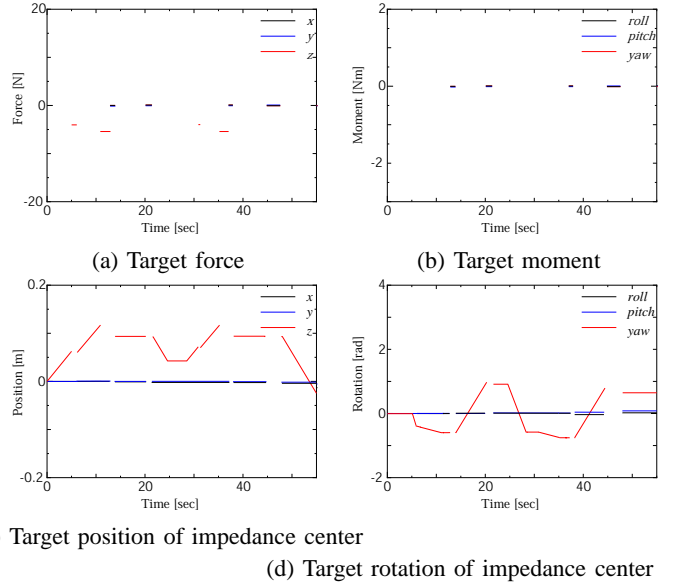 20
x
y
z
Force [N]
0
-20
0
20
40
Time [sec]
(a) Target force
2
roll
pitch
yaw
Moment [Nm]
0
-2
0
20
40
Time [sec]
(b) Target moment
0.2
x
y
z
Position [m]
0
-0.2
0
20
40
Time [sec]
Target position of impedance center
4
roll
pitch
yaw
Rotation [rad]
2
0
-2
0
20
40
Time [sec]
(d) Target rotation of impedance center